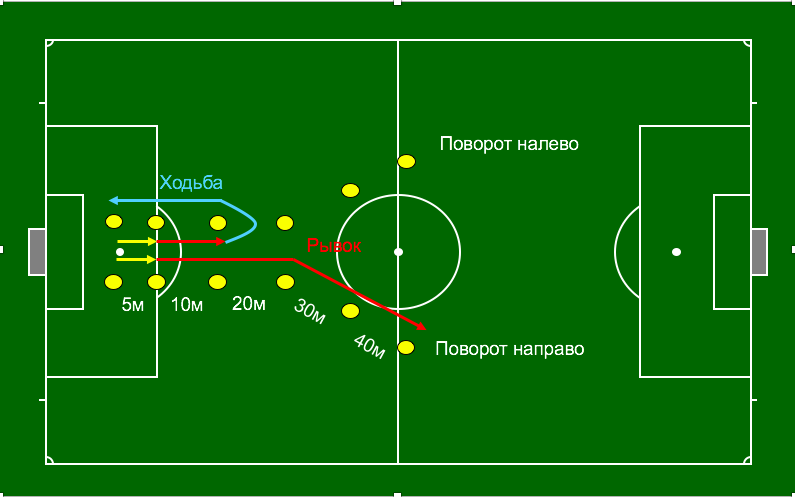 Поворот налево
Ходьба
Рывок
5м
10м
20м
30м
40м
Поворот направо